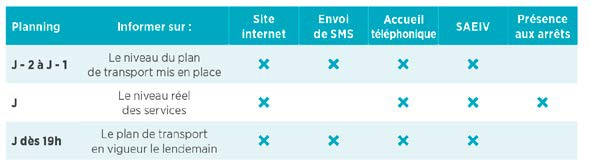 Planning Informer sur : Site internet Envoi de SMS Accueil téléphonique SAEIV Présence aux arrêts
J - 2 à J - 1 Le niveau du plan de transport mis en place × × × ×
J Le niveau réel des services × × × ×
J dès 19h Le plan de transport en vigueur le lendemain × × × ×